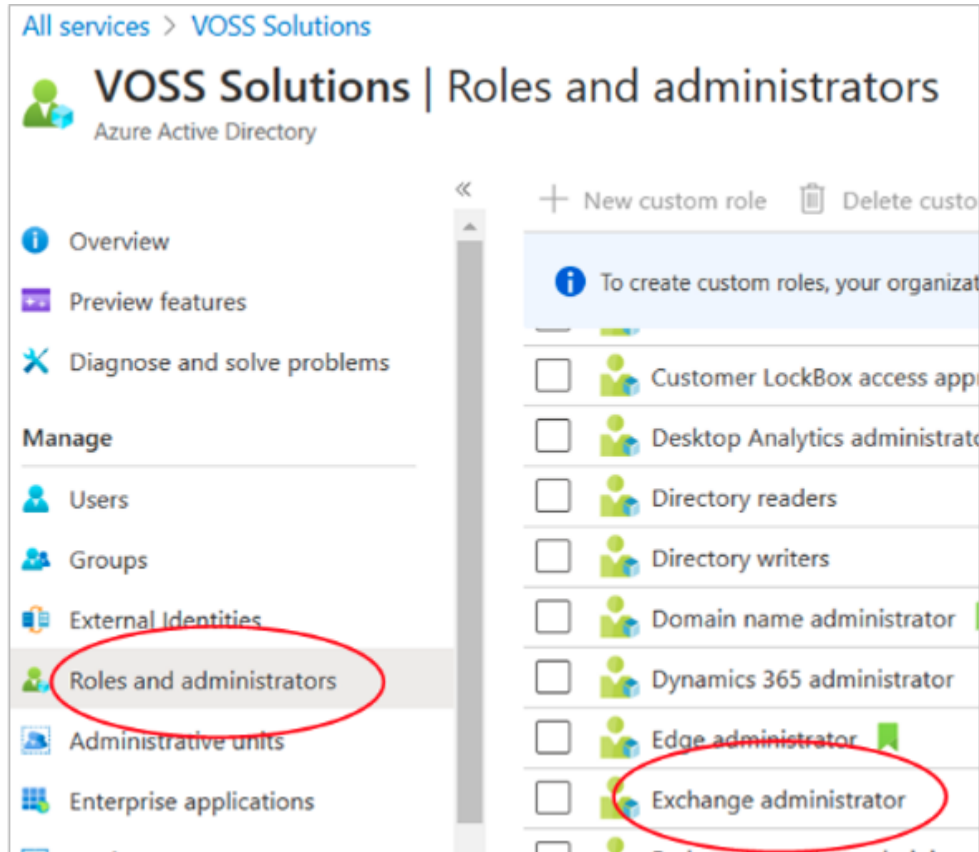 All services > VOSS Solutions
VOSS Solutions | Roles and administrators
Azure Active Directory
Overview
Preview features
Diagnose and solve problems
Manage
Users
Groups
External Identities
Roles and administrators
Administrative units
Enterprise applications
+ New custom role Delete custo
To create custom roles, your organizat
Customer LockBox access app
Desktop Analytics administrato
Directory readers
Directory writers
Domain name administrator
Dynamics 365 administrator
Edge administrator
Exchange administrator